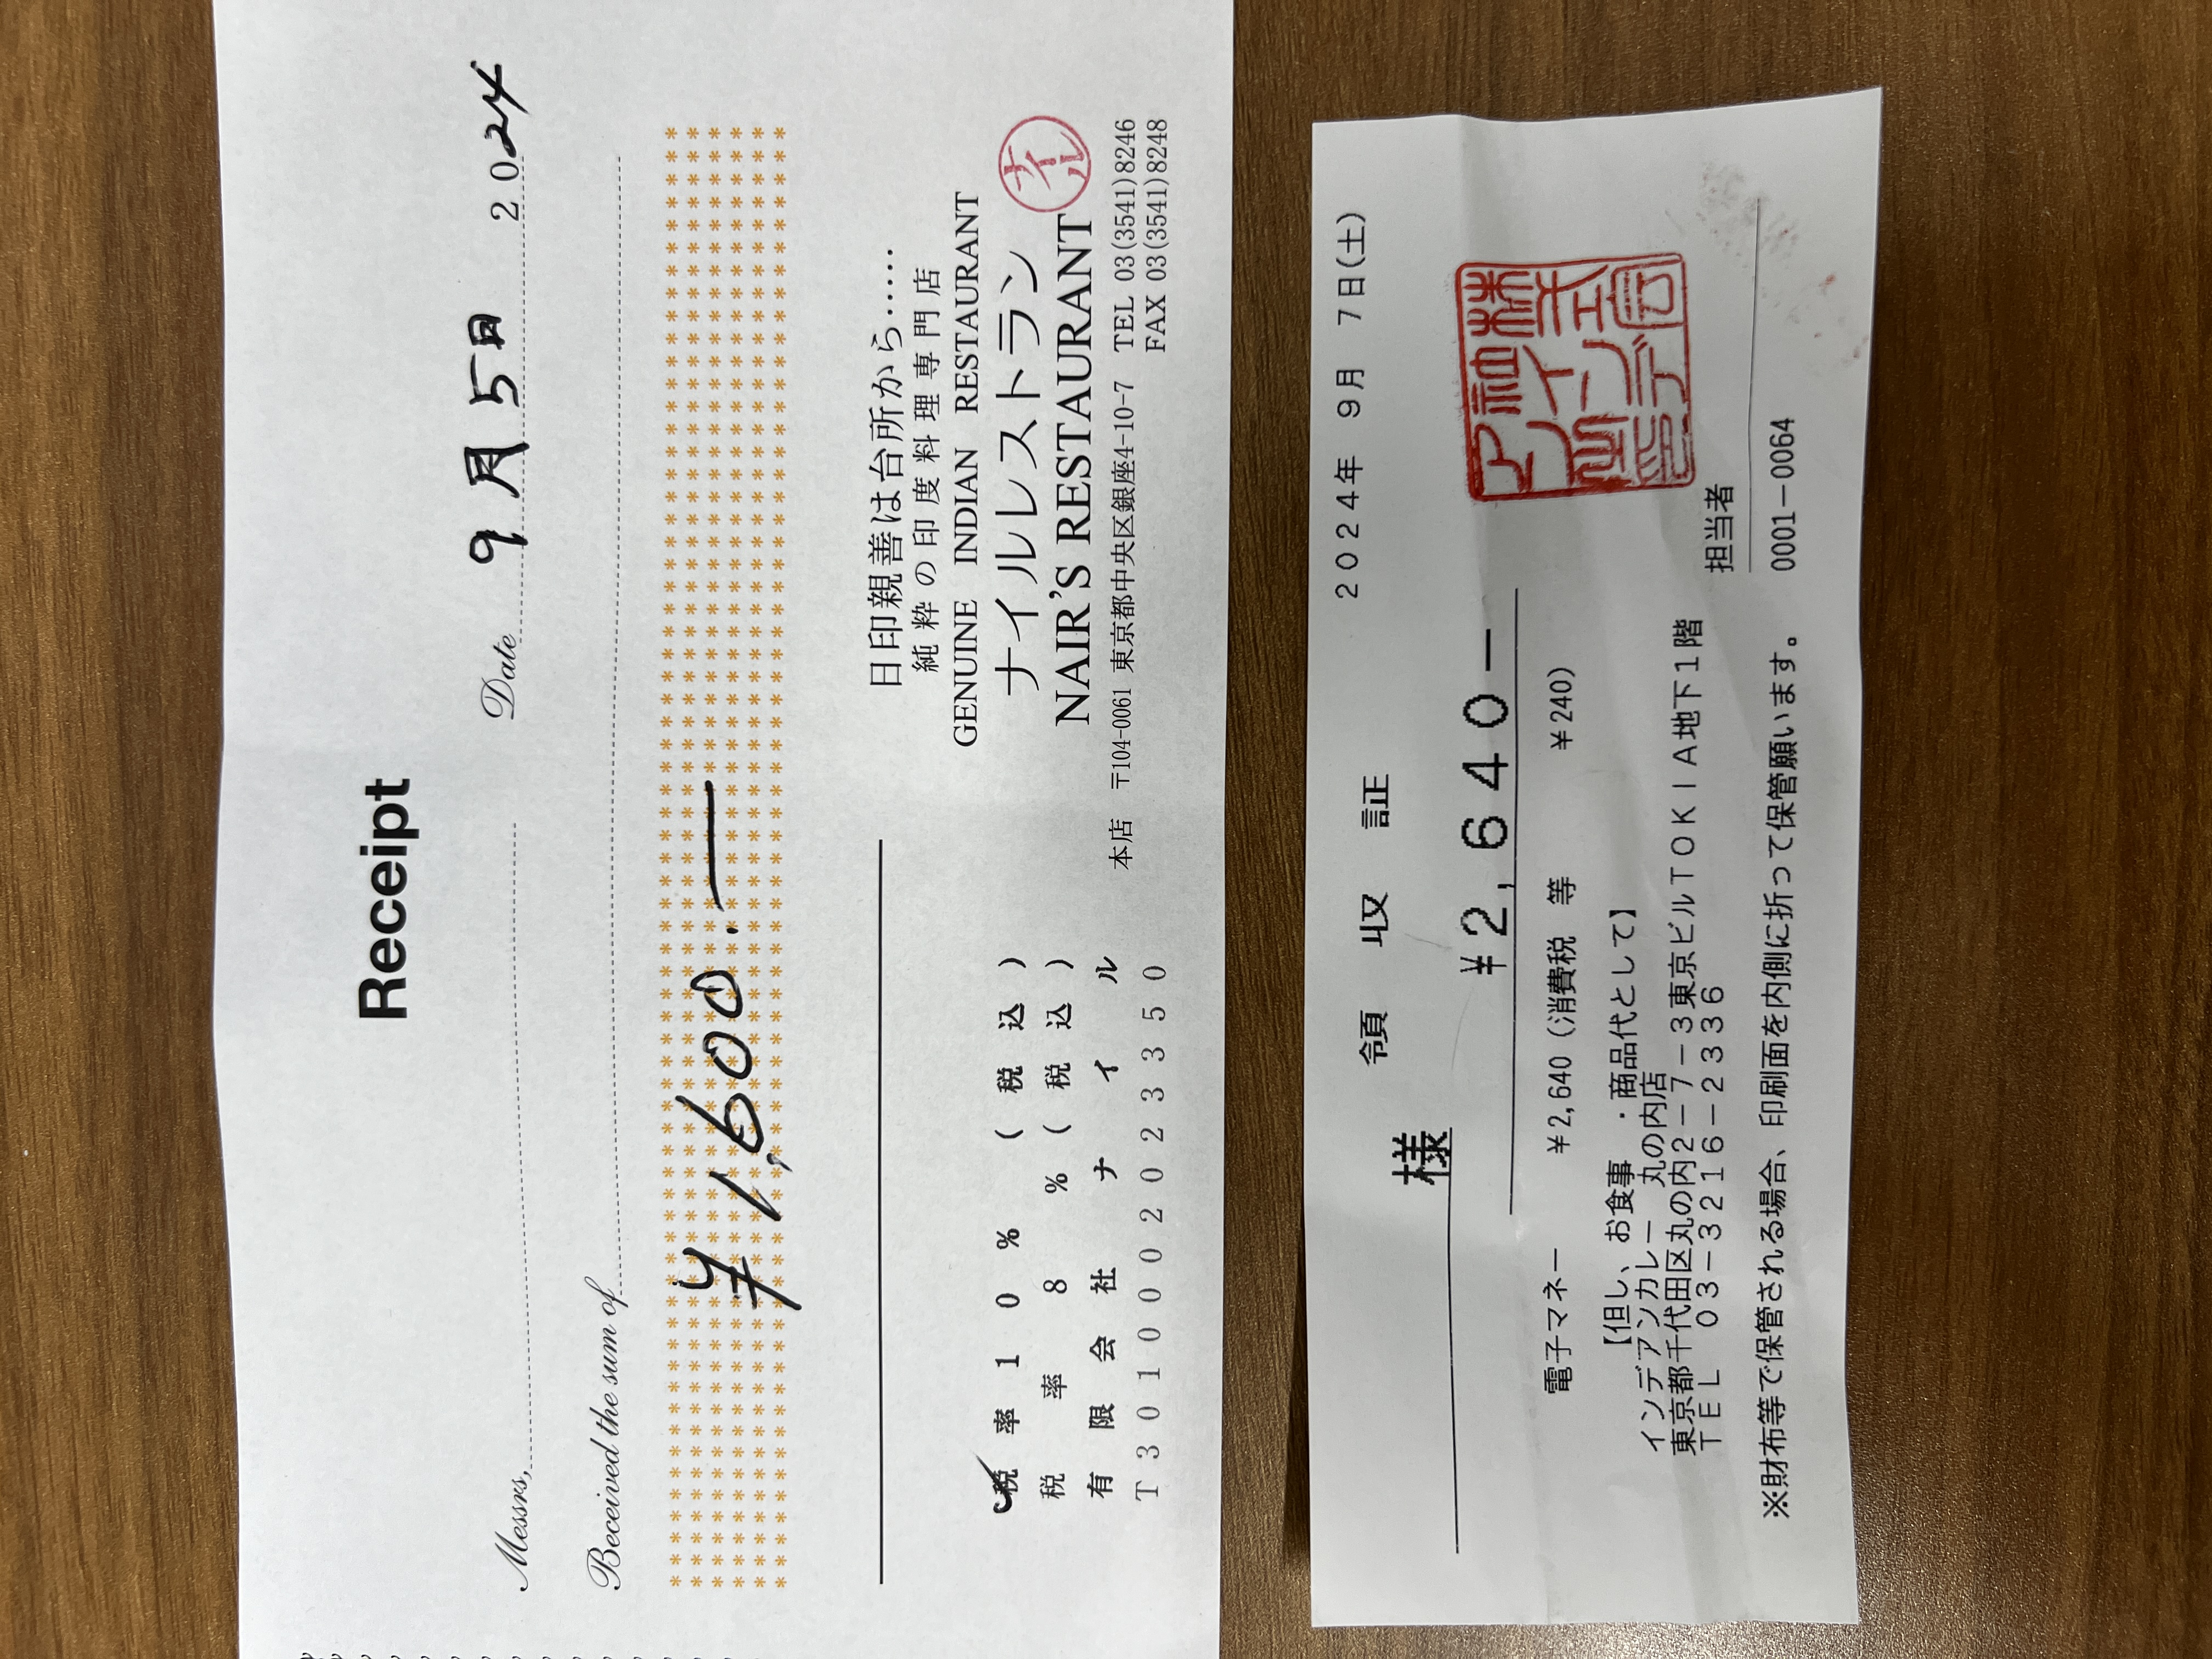 Receipt
Messrs, Date 9月5日 2024
Beceived the sum of
¥1,600.—
日印親善は台所から‥‥‥
純粋の印度料理専門店
GENUINE INDIAN RESTAURANT
ナイルレストラン
NAIR'S RESTAURANT
ナイル
本店 〒104-0061 東京都中央区銀座4-10-7 TEL 03(3541)8246
FAX 03(3541)8248
税率10% (税込)
税率8%(税込)
有限会社ナイル
T3010002023350
2024年 9月 7日(土)
領収証
様
¥2,640−
電子マネー ¥2,640(消費税 等 ¥240)
【但し、お食事 ・商品代として】
インデアンカレー 丸の内店
東京都千代田区丸の内2−7−3東京ビルTOKIA地下1階
TEL 03−3216−2336
株式会社インデアン之印
担当者
0001−0064
※財布等で保管される場合、印刷面を内側に折って保管願います。